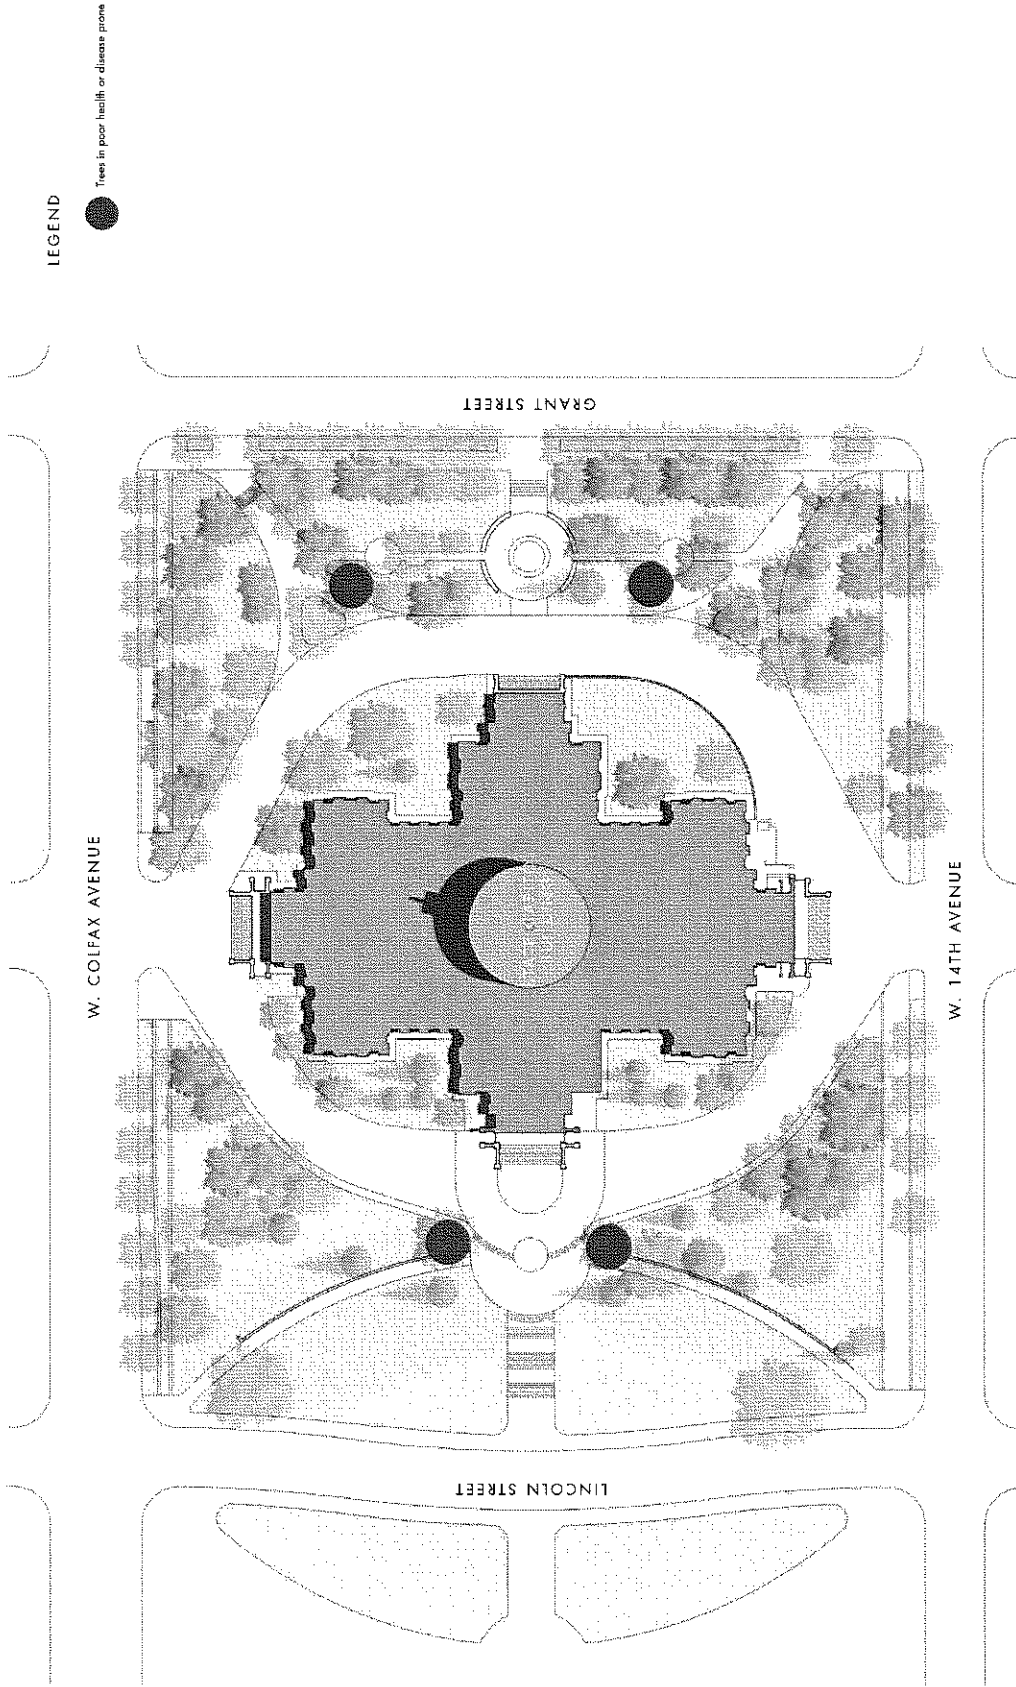 LEGEND
Trees in poor health or disease prone
GRANT STREET
W. COLFAX AVENUE
W. 14TH AVENUE
LINCOLN STREET